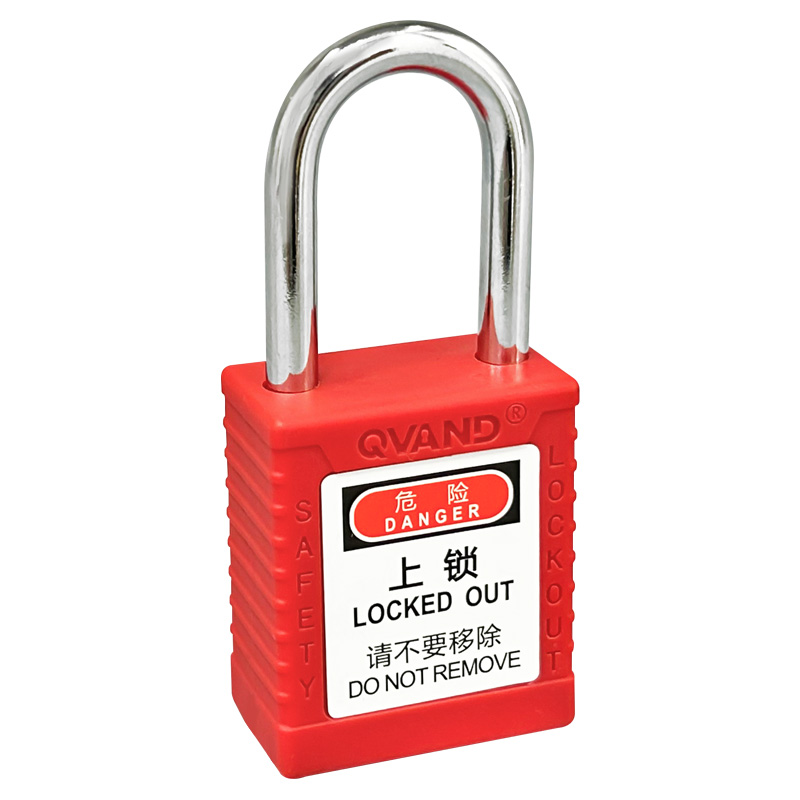 QVAND®
SAFETY
危险
DANGER
上锁
LOCKED OUT
请不要移除
DO NOT REMOVE
LOCKOUT